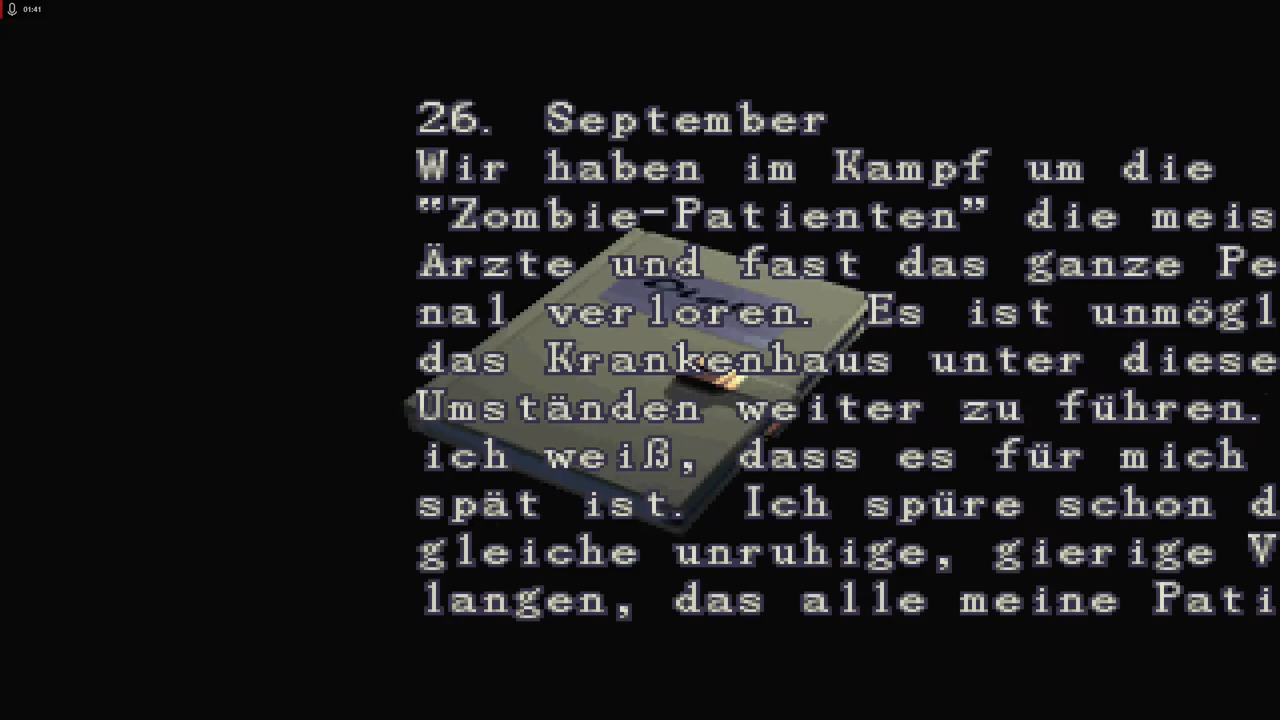 01:41
26. September
Wir haben im Kampf um die
“Zombie-Patienten” die meis
Ärzte und fast das ganze Pe
nal verloren. Es ist unmögl
das Krankenhaus unter diese
Umständen weiter zu führen.
ich weiß, dass es für mich
spät ist. Ich spüre schon d
gleiche unruhige, gierige V
langen, das alle meine Pati